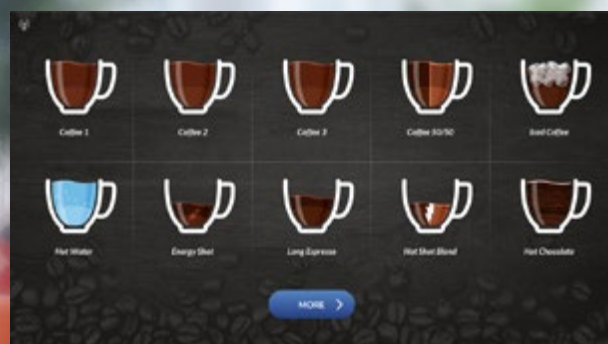 Coffee 1
Coffee 2
Coffee 3
Coffee 50/50
Iced Coffee
Hot Water
Energy Shot
Long Espresso
Hot Shot Blend
Hot Chocolate
MORE